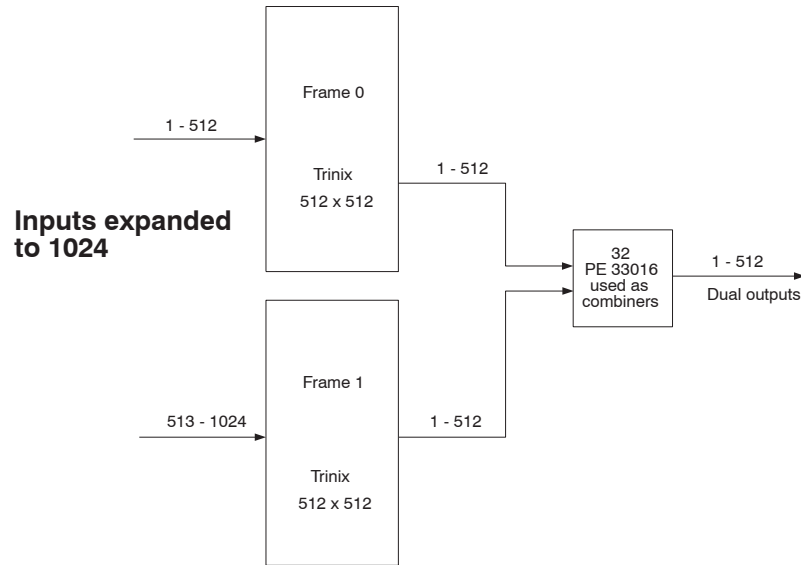 Frame 0
1 - 512
Trinix
512 x 512
1 - 512
Inputs expanded
to 1024
32
PE 33016
used as
combiners
1 - 512
Dual outputs
Frame 1
513 - 1024
1 - 512
Trinix
512 x 512